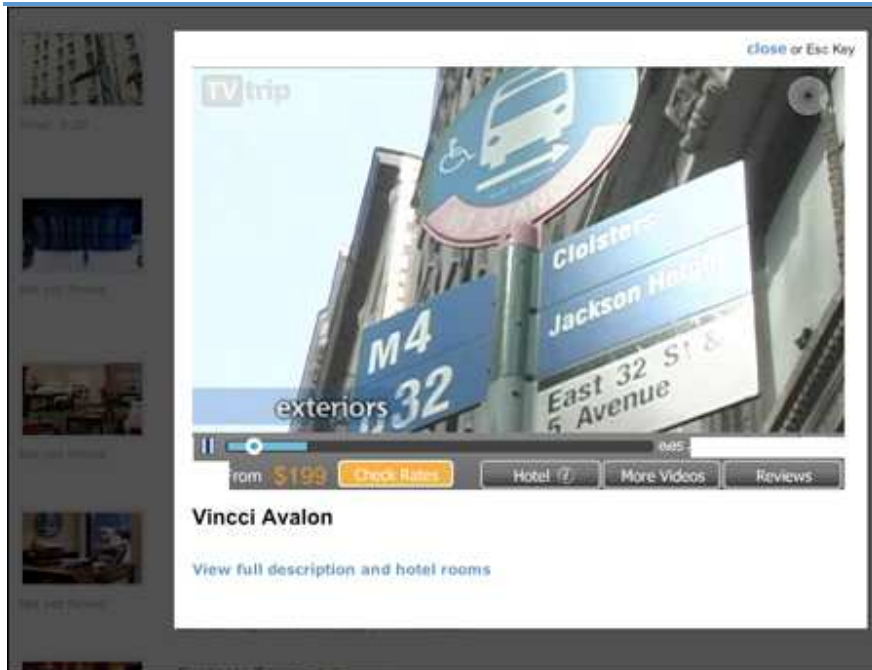 close or Esc Key
TVtrip
Cloisters
Jackson Height
M4
32
East 32 St &
5 Avenue
exteriors
From $199 Check Rates Hotel More Videos Reviews
Vincci Avalon
View full description and hotel rooms